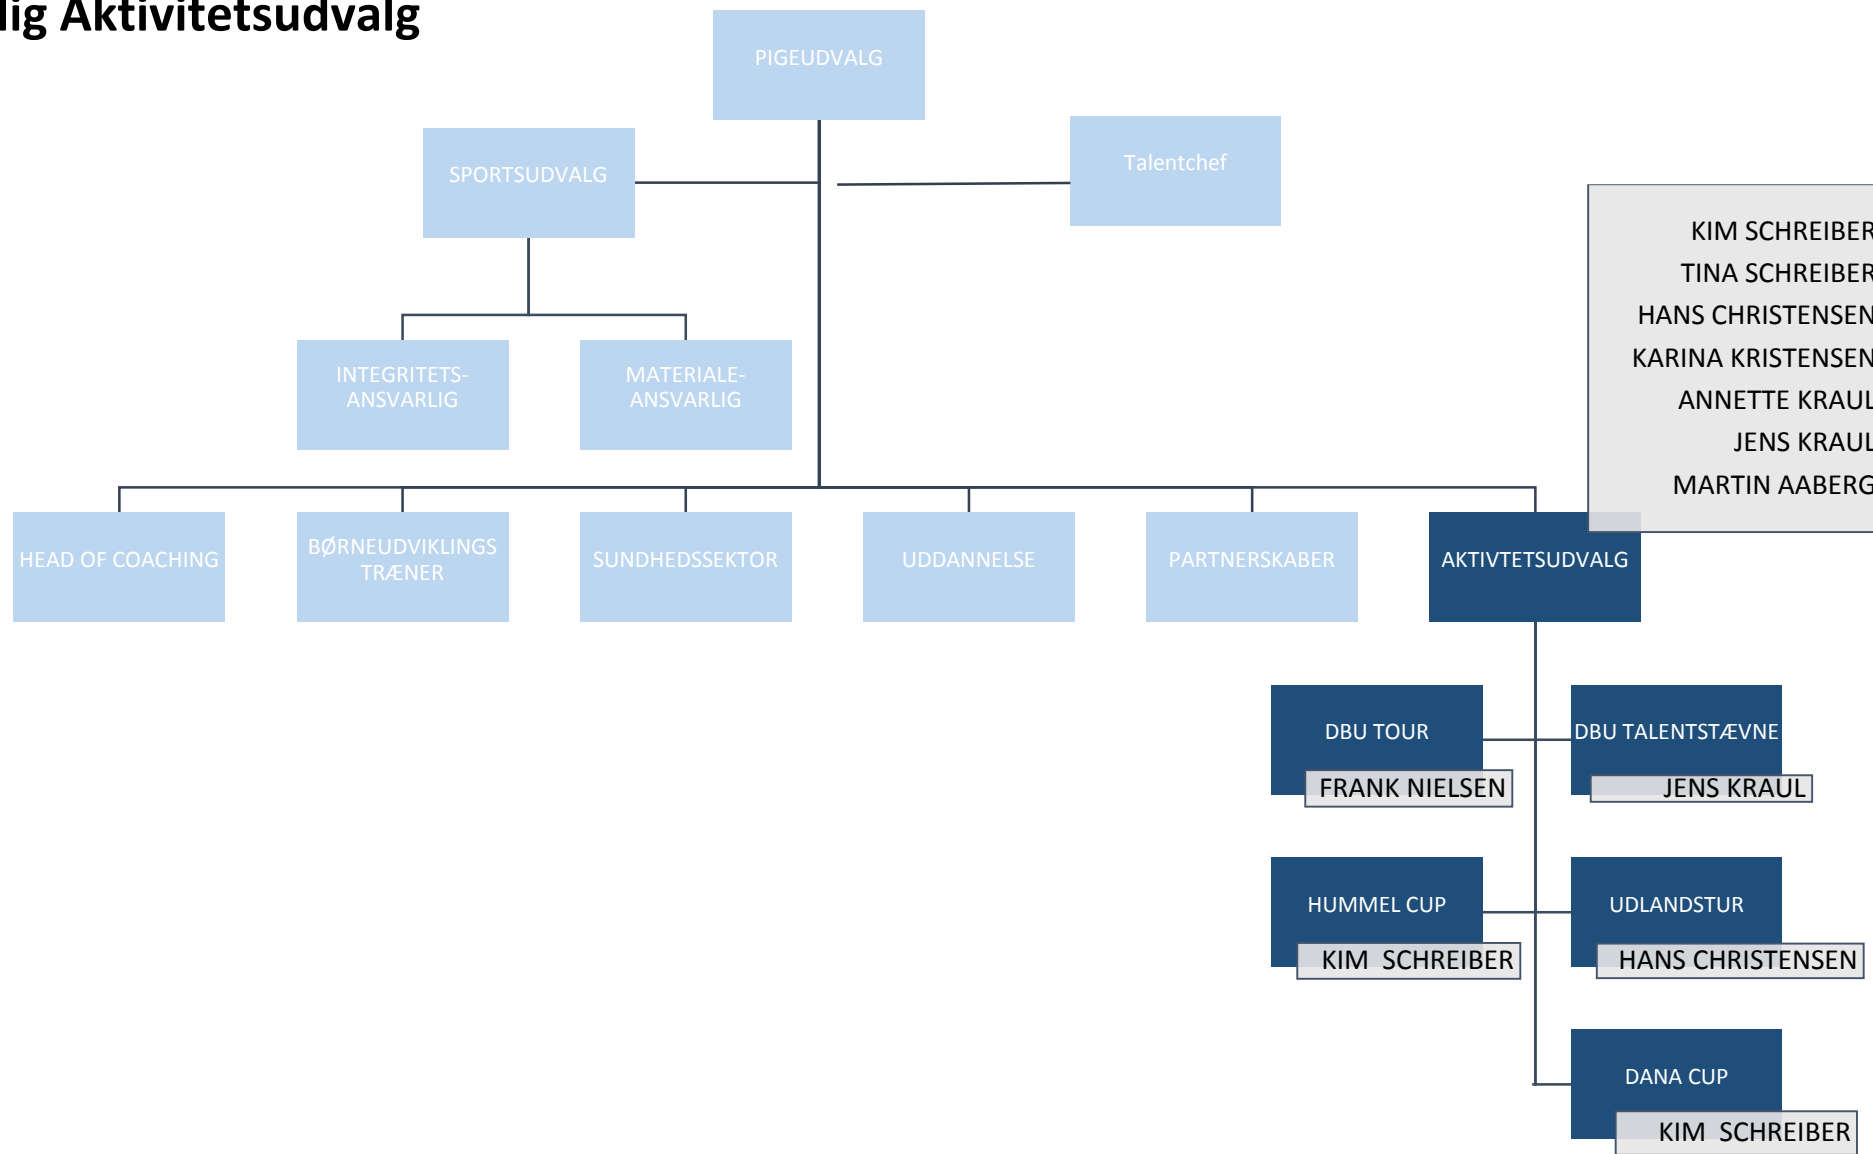 lig Aktivitetsudvalg
PIGEUDVALG
SPORTSUDVALG
Talentchef
KIM SCHREIBER
TINA SCHREIBER
HANS CHRISTENSEN
KARINA KRISTENSEN
ANNETTE KRAUL
JENS KRAUL
MARTIN AABERG
INTEGRITETS-
ANSVARLIG
MATERIALE-
ANSVARLIG
HEAD OF COACHING
BØRNEUDVIKLINGS
TRÆNER
SUNDHEDSSEKTOR
UDDANNELSE
PARTNERSKABER
AKTIVTETSUDVALG
DBU TOUR
FRANK NIELSEN
DBU TALENTSTÆVNE
JENS KRAUL
HUMMEL CUP
KIM  SCHREIBER
UDLANDSTUR
HANS CHRISTENSEN
DANA CUP
KIM  SCHREIBER